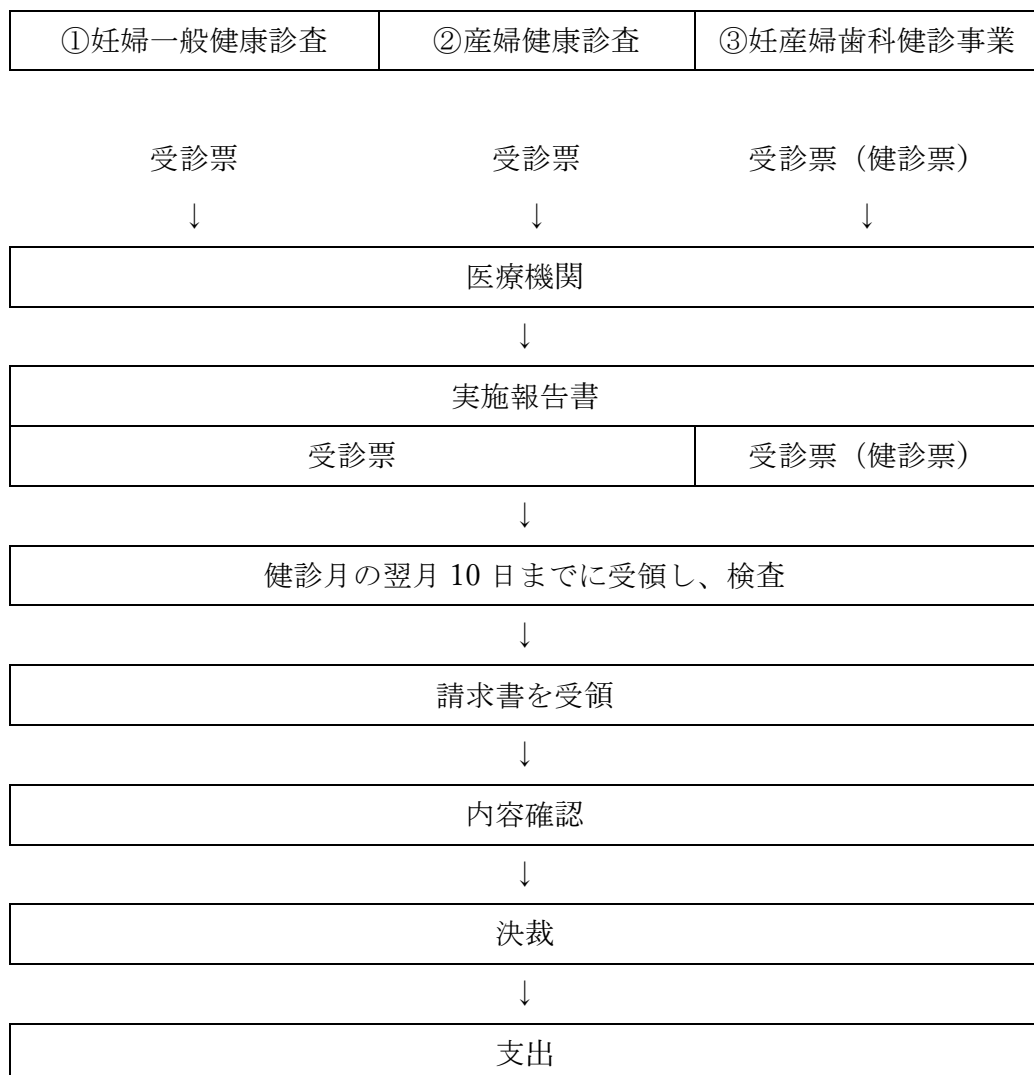 ①妊婦一般健康診査 ②産婦健康診査 ③妊産婦歯科健診事業
受診票 受診票 受診票（健診票）
↓ ↓ ↓
医療機関
↓
実施報告書
受診票 受診票（健診票）
↓
健診月の翌月 10 日までに受領し、検査
↓
請求書を受領
↓
内容確認
↓
決裁
↓
支出